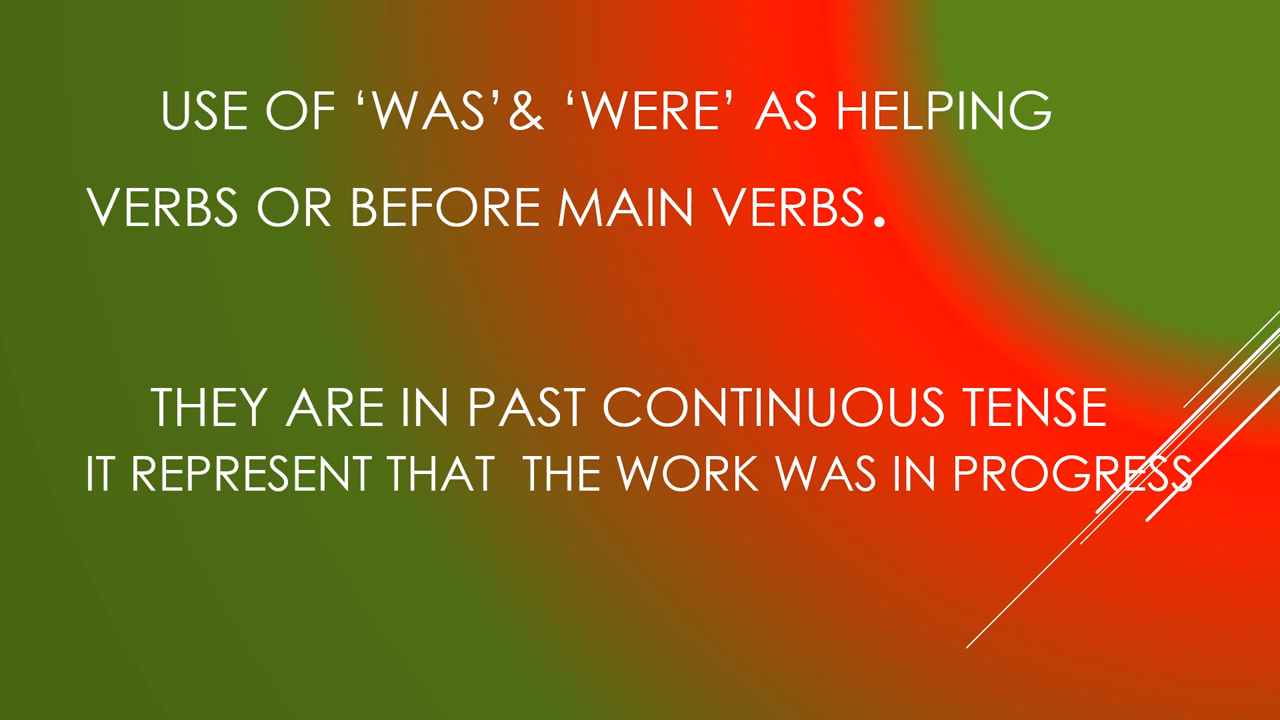 USE OF ‘WAS’& ‘WERE’ AS HELPING
VERBS OR BEFORE MAIN VERBS.
THEY ARE IN PAST CONTINUOUS TENSE
IT REPRESENT THAT THE WORK WAS IN PROGRESS